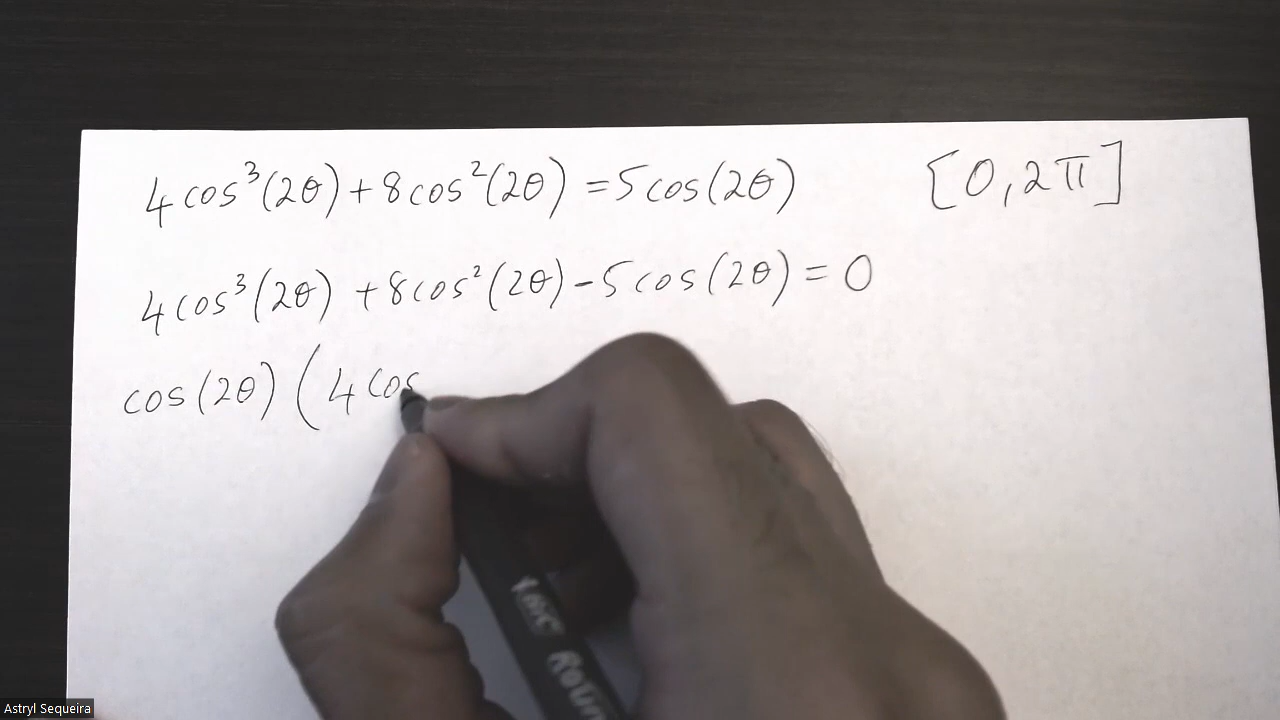 4cos³(2θ)+8cos²(2θ)=5cos(2θ) [0,2π]
4cos³(2θ)+8cos²(2θ)-5cos(2θ)=0
cos(2θ)(4cos
BIC
Astryl Sequeira